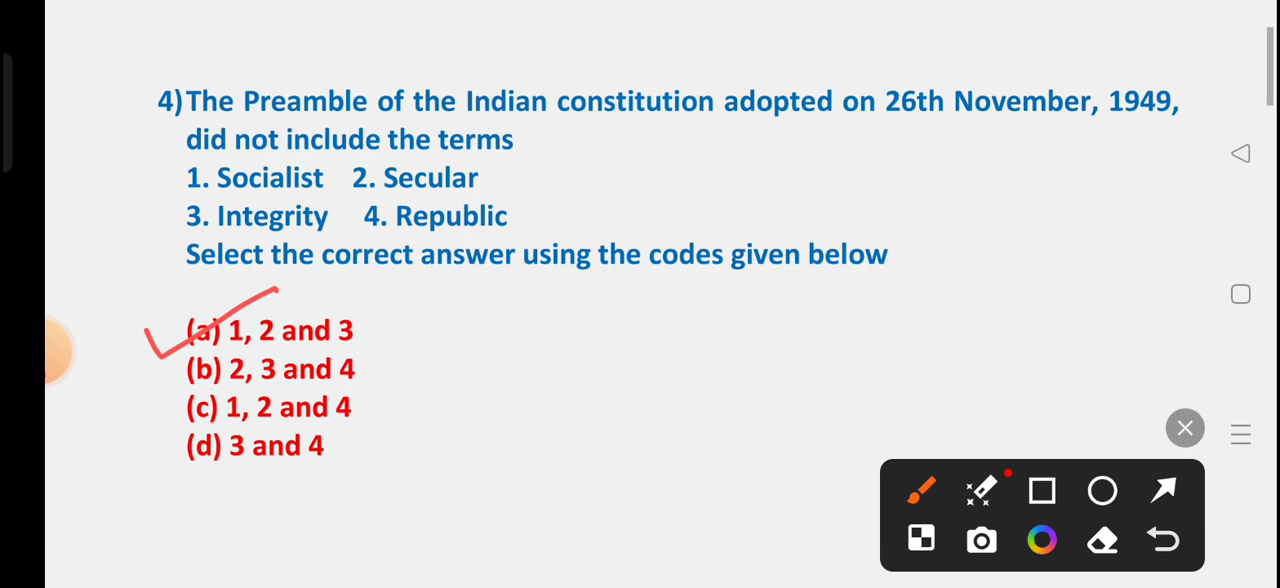 4)The Preamble of the Indian constitution adopted on 26th November, 1949,
did not include the terms
1. Socialist 2. Secular
3. Integrity 4. Republic
Select the correct answer using the codes given below
(a) 1, 2 and 3
(b) 2, 3 and 4
(c) 1, 2 and 4
(d) 3 and 4